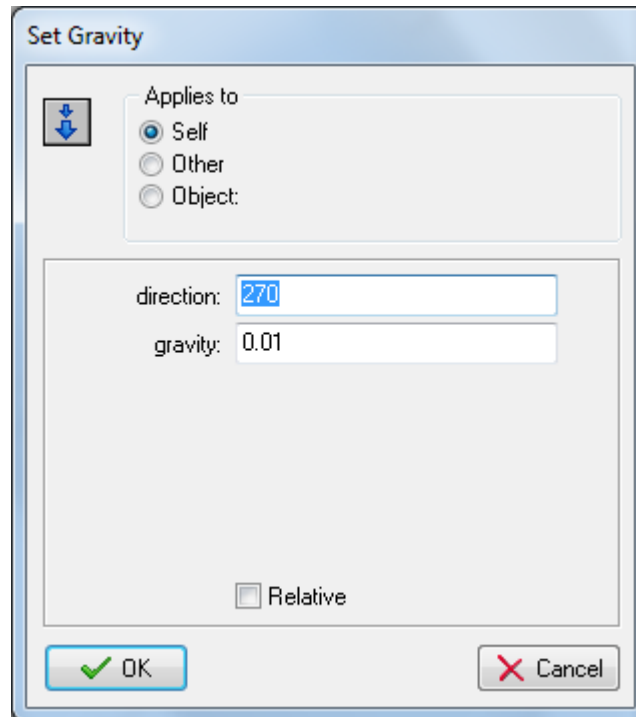 Set Gravity
Applies to
Self
Other
Object:
direction: 270
gravity: 0.01
Relative
OK Cancel